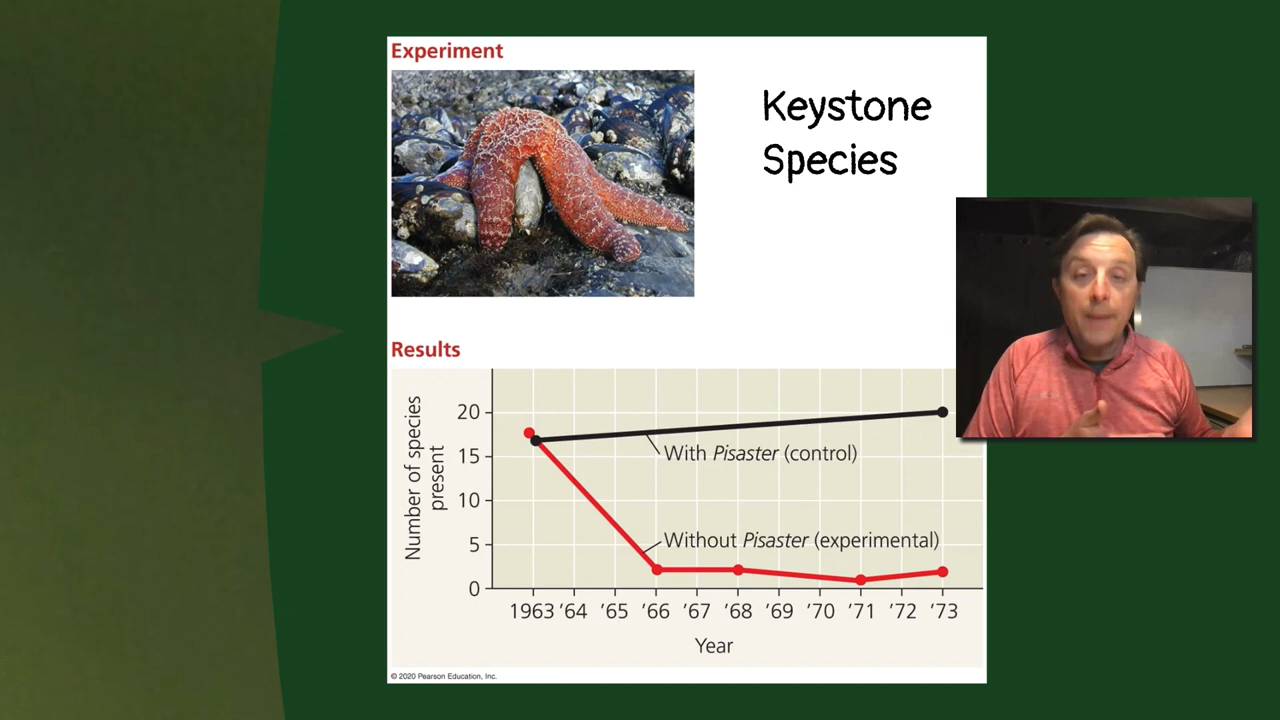 Experiment
Keystone
Species
Results
Number of species
present
20
15
10
5
0
With Pisaster (control)
Without Pisaster (experimental)
1963 ’64 ’65 ’66 ’67 ’68 ’69 ’70 ’71 ’72 ’73
Year
© 2020 Pearson Education, Inc.